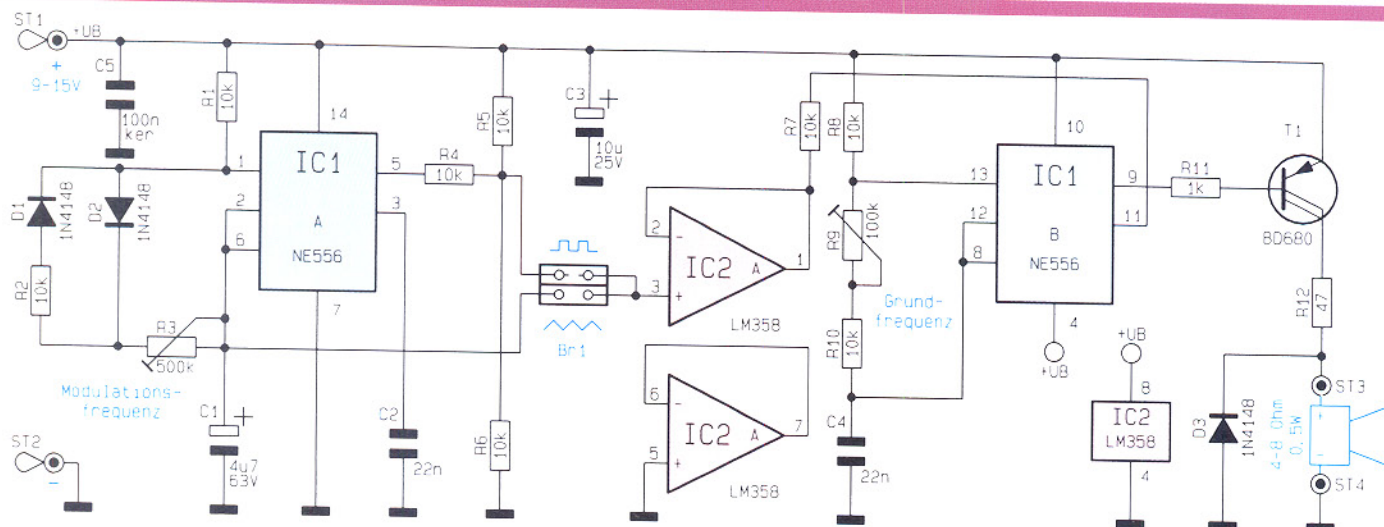 ST1
+UB
+
9-15V
C5
100n
ker
R1
10k
14
IC1
A
NE556
1
2
6
5
3
7
D1
1N4148
D2
1N4148
R2
10k
R3
500k
Modulations-
frequenz
C1
+
4u7
63V
ST2
-
C2
22n
R4
10k
R5
10k
R6
10k
C3
+
10u
25V
Br1
2
-
3
+
1
IC2 A
LM358
6
-
5
+
7
IC2 A
LM358
R7
10k
R8
10k
R9
100k
Grund-
frequenz
R10
10k
C4
22n
10
IC1
B
NE556
13
12
8
9
11
4
+UB
R11
1k
T1
BD680
R12
47
+UB
8
IC2
LM358
4
D3
1N4148
ST3
4-8 Ohm
0.5W
+
-
ST4